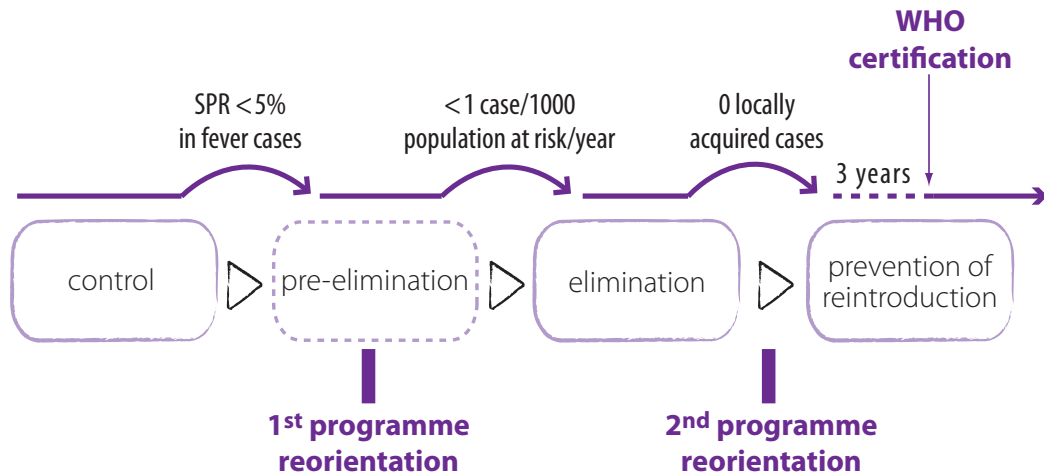 WHO
certification
SPR <5%
in fever cases
<1 case/1000
population at risk/year
0 locally
acquired cases
3 years
control
pre-elimination
elimination
prevention of
reintroduction
1st programme
reorientation
2nd programme
reorientation